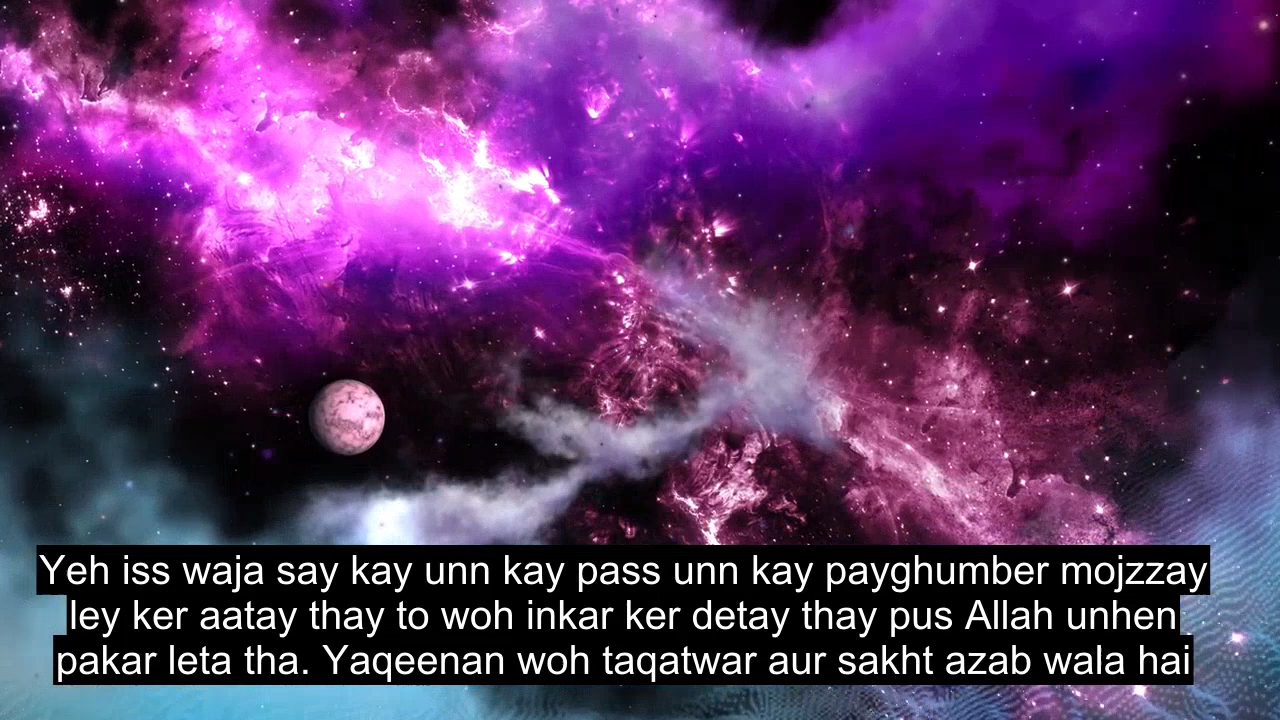 Yeh iss waja say kay unn kay pass unn kay payghumber mojzzay
ley ker aatay thay to woh inkar ker detay thay pus Allah unhen
pakar leta tha. Yaqeenan woh taqatwar aur sakht azab wala hai